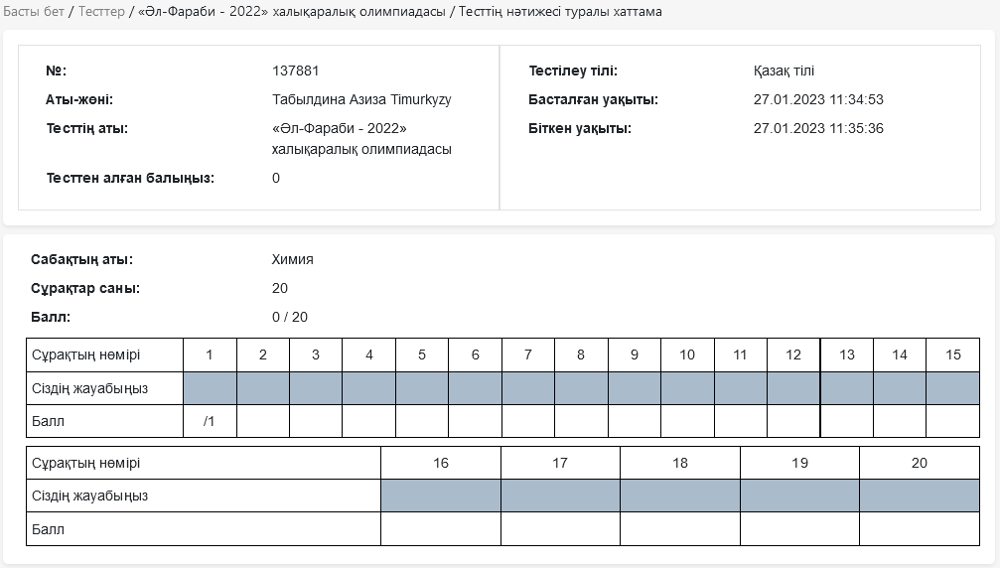 Басты бет / Тесттер / «Әл-Фараби - 2022» халықаралық олимпиадасы / Тесттің нәтижесі туралы хаттама
№: 137881
Аты-жөні: Табылдина Азиза Timurkyzy
Тесттің аты: «Әл-Фараби - 2022»
халықаралық олимпиадасы
Тесттен алған балыңыз: 0
Тестілеу тілі: Қазақ тілі
Басталған уақыты: 27.01.2023 11:34:53
Біткен уақыты: 27.01.2023 11:35:36
Сабақтың аты: Химия
Сұрақтар саны: 20
Балл: 0 / 20
Сұрақтың нөмірі 1 2 3 4 5 6 7 8 9 10 11 12 13 14 15
Сіздің жауабыңыз
Балл /1
Сұрақтың нөмірі 16 17 18 19 20
Сіздің жауабыңыз
Балл